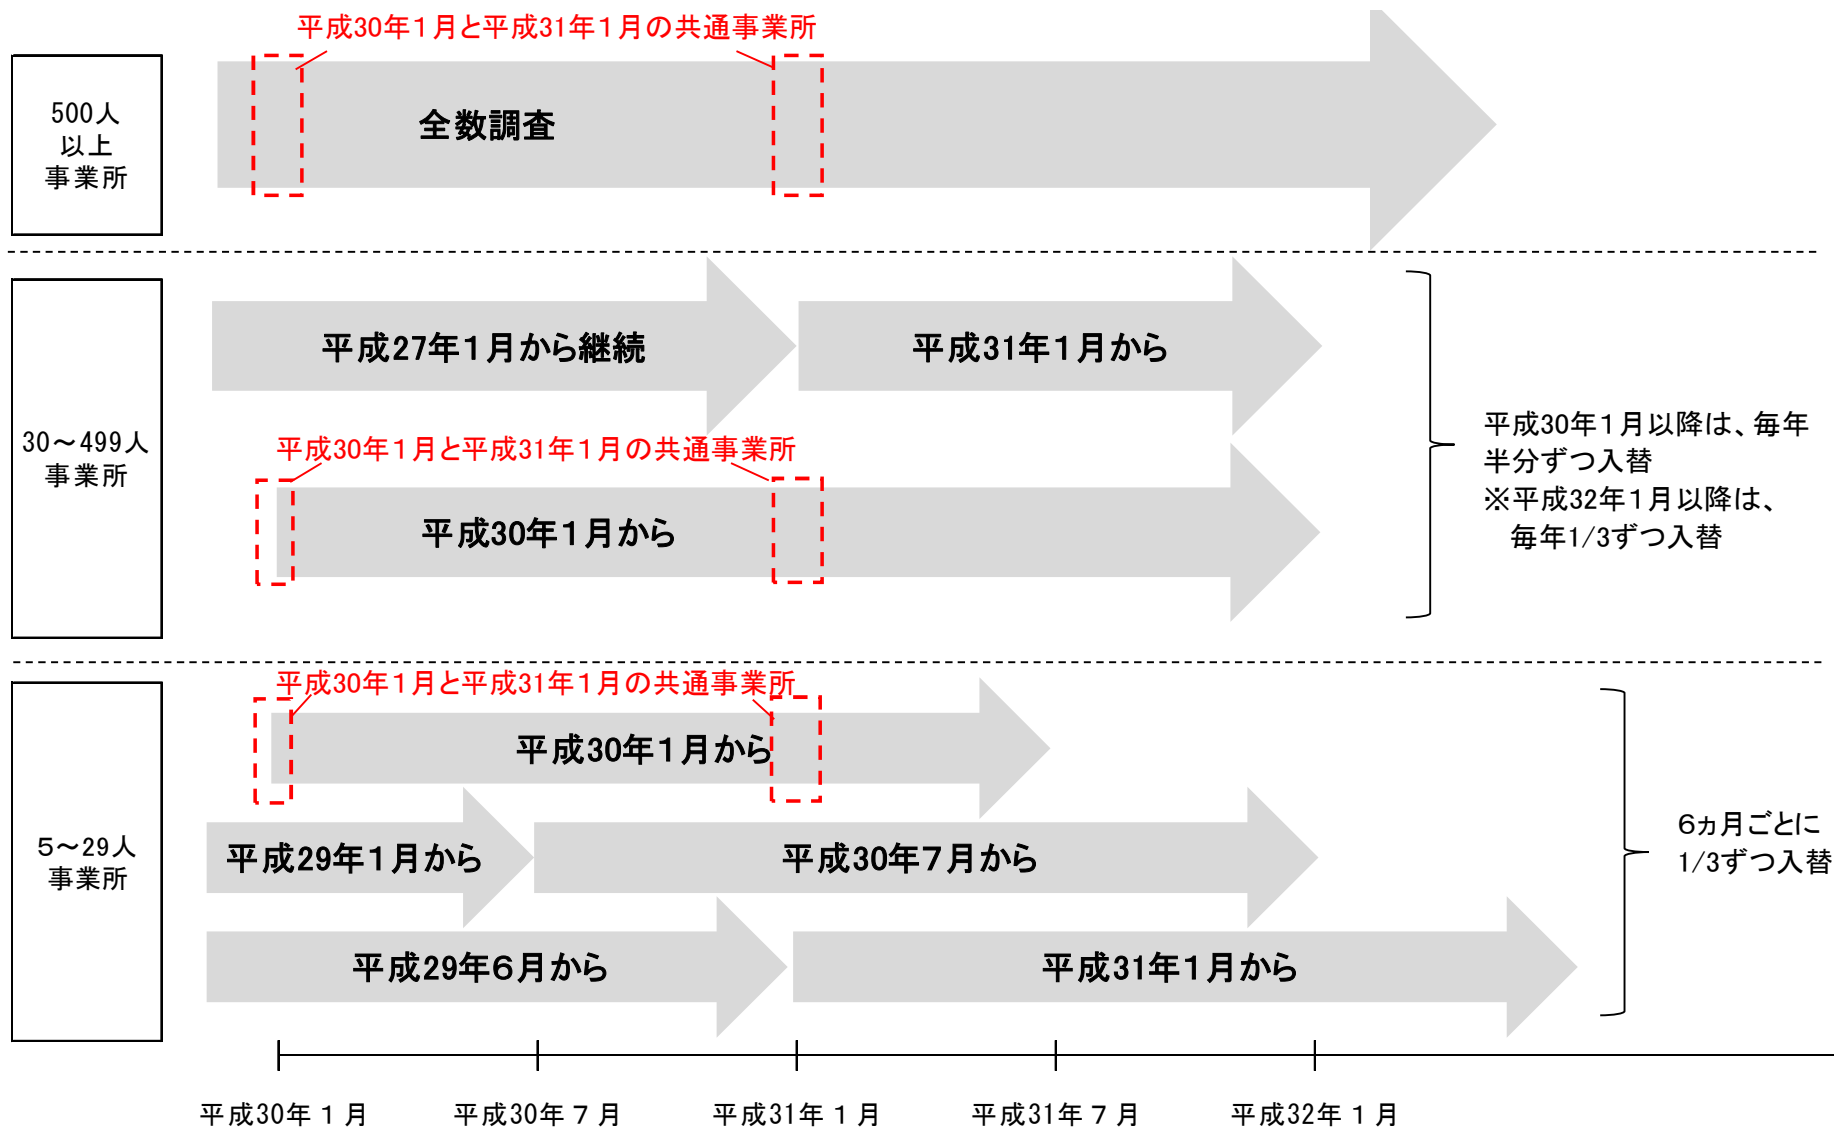 平成30年１月と平成31年１月の共通事業所
500人
以上
事業所
全数調査
30～499人
事業所
平成27年１月から継続
平成31年１月から
平成30年１月と平成31年１月の共通事業所
平成30年１月から
平成30年１月以降は、毎年
半分ずつ入替
※平成32年１月以降は、
毎年1/3ずつ入替
５～29人
事業所
平成30年１月と平成31年１月の共通事業所
平成30年１月から
平成29年１月から
平成30年７月から
平成29年６月から
平成31年１月から
６ヵ月ごとに
1/3ずつ入替
平成30年１月
平成30年７月
平成31年１月
平成31年７月
平成32年１月